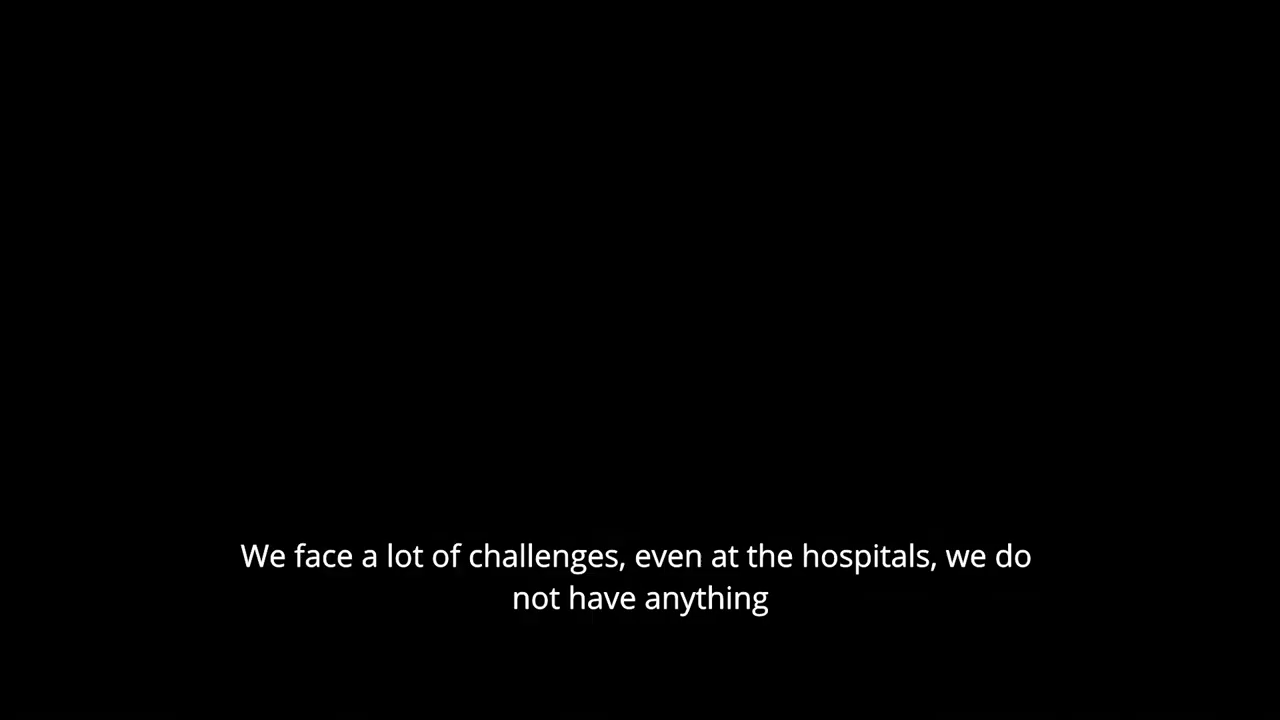 We face a lot of challenges, even at the hospitals, we do
not have anything